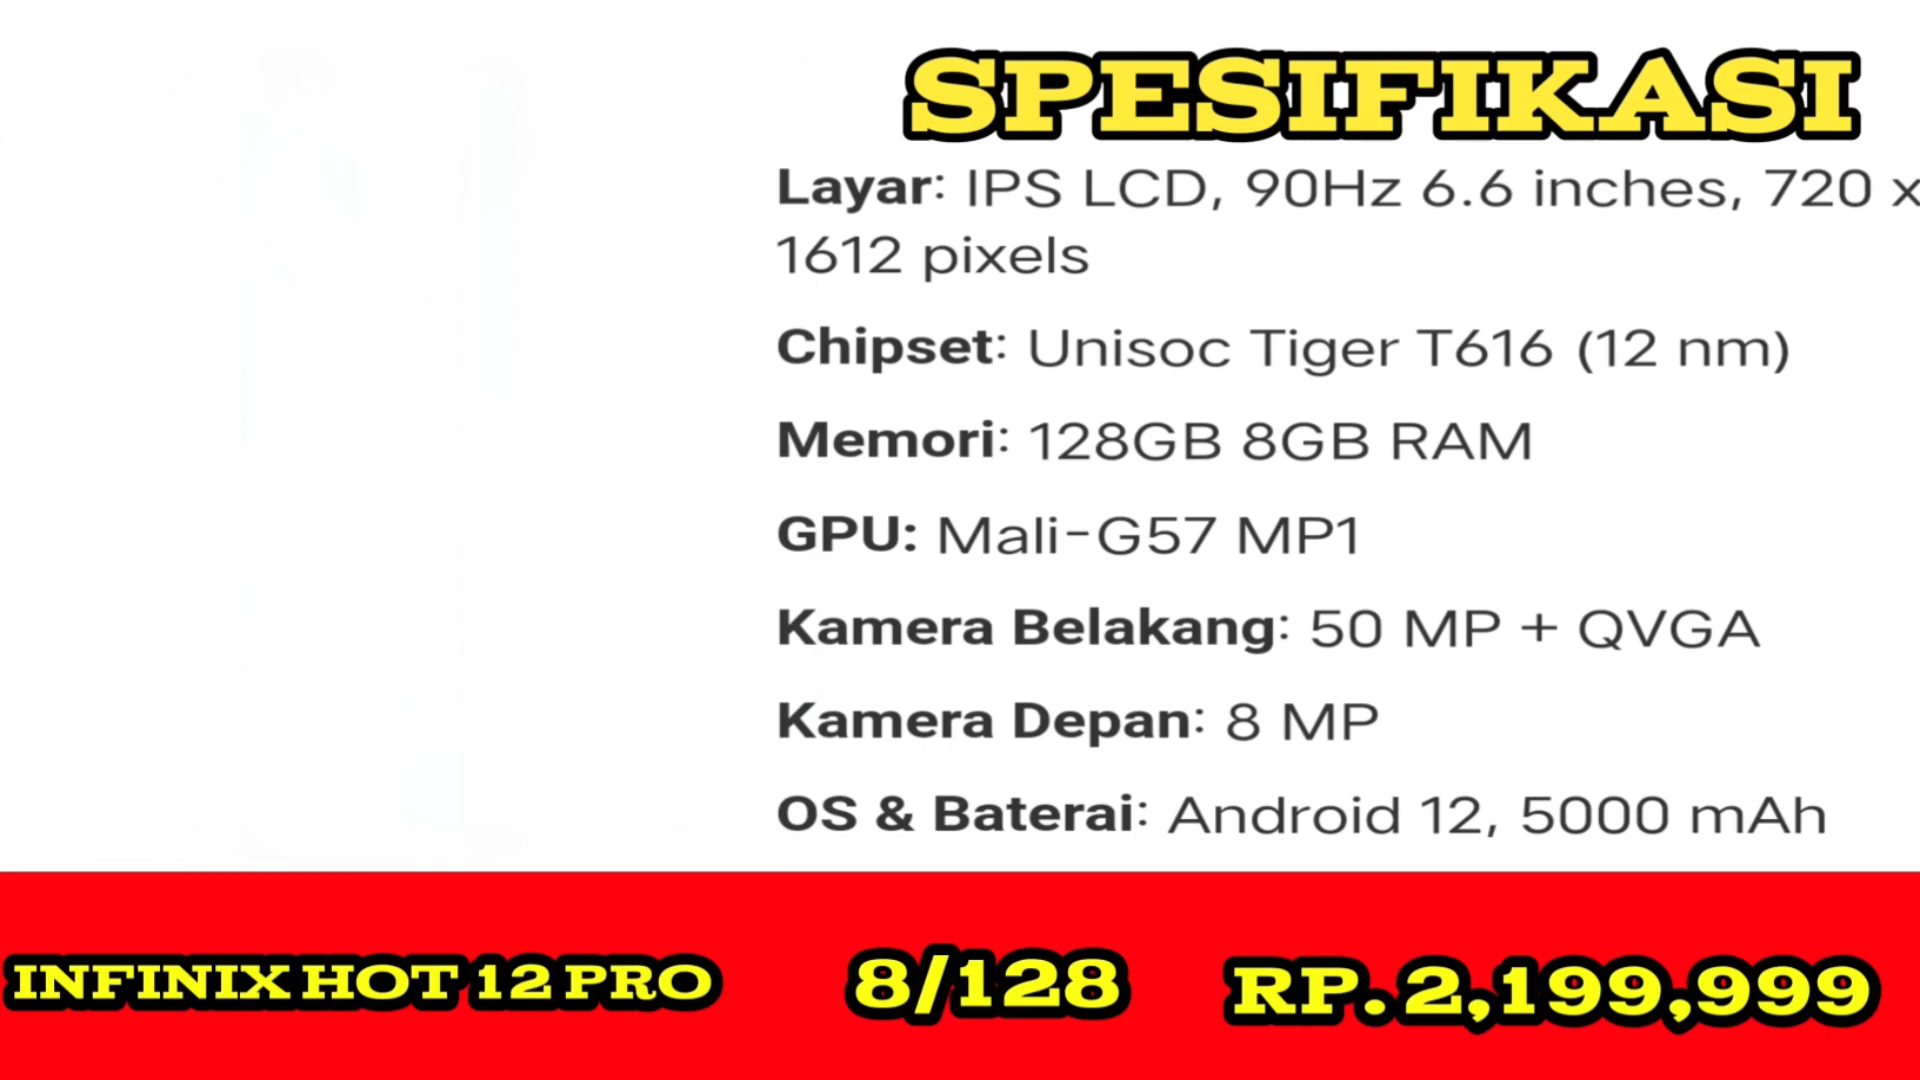 SPESIFIKASI
Layar: IPS LCD, 90Hz 6.6 inches, 720 x
1612 pixels
Chipset: Unisoc Tiger T616 (12 nm)
Memori: 128GB 8GB RAM
GPU: Mali-G57 MP1
Kamera Belakang: 50 MP + QVGA
Kamera Depan: 8 MP
OS & Baterai: Android 12, 5000 mAh
INFINIX HOT 12 PRO 8/128 RP. 2,199,999